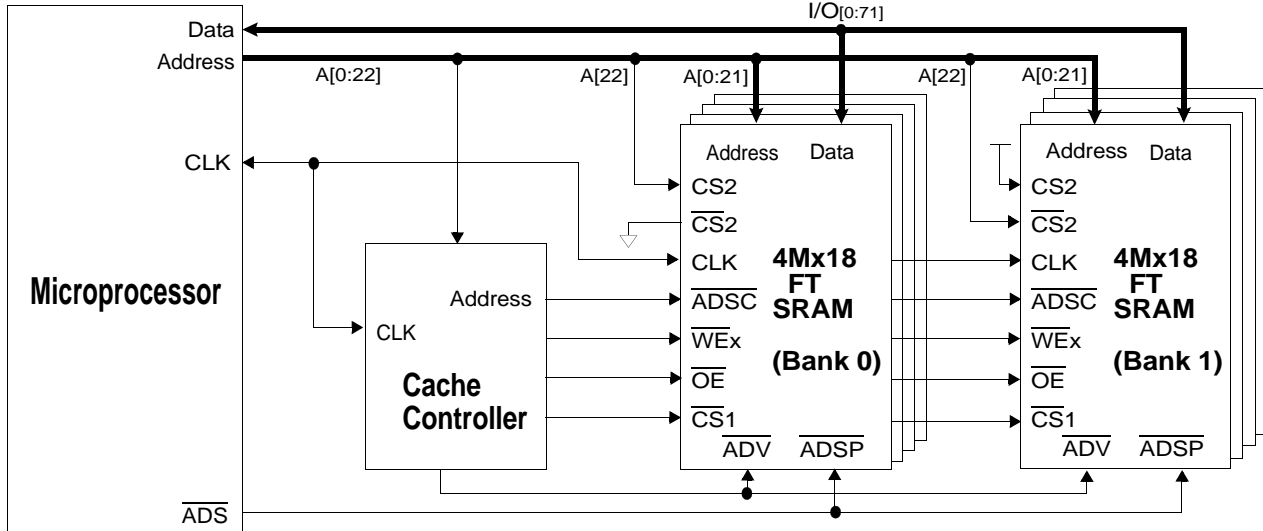 I/O[0:71]
Data
Address
A[0:22]
A[22]
A[0:21]
A[22]
A[0:21]
CLK
Microprocessor
ADS
Address
CLK
Cache
Controller
Address Data
CS2
CS2
CLK
ADSC
WEx
OE
CS1
4Mx18
FT
SRAM
(Bank 0)
ADV ADSP
Address Data
CS2
CS2
CLK
ADSC
WEx
OE
CS1
4Mx18
FT
SRAM
(Bank 1)
ADV ADSP